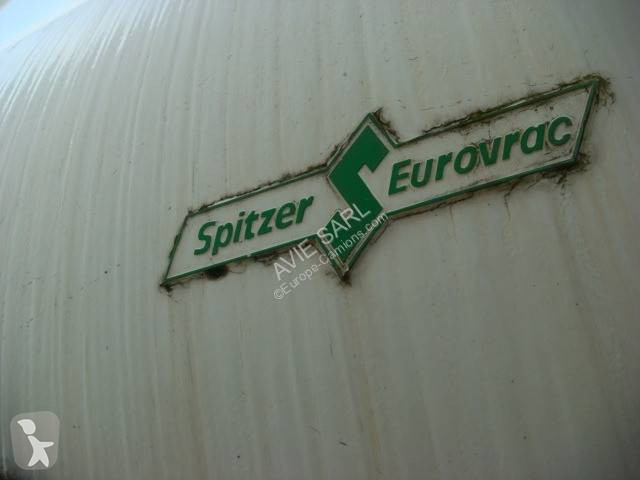 Spitzer Eurovrac
AVIE SARL
©Europe-Camions.com